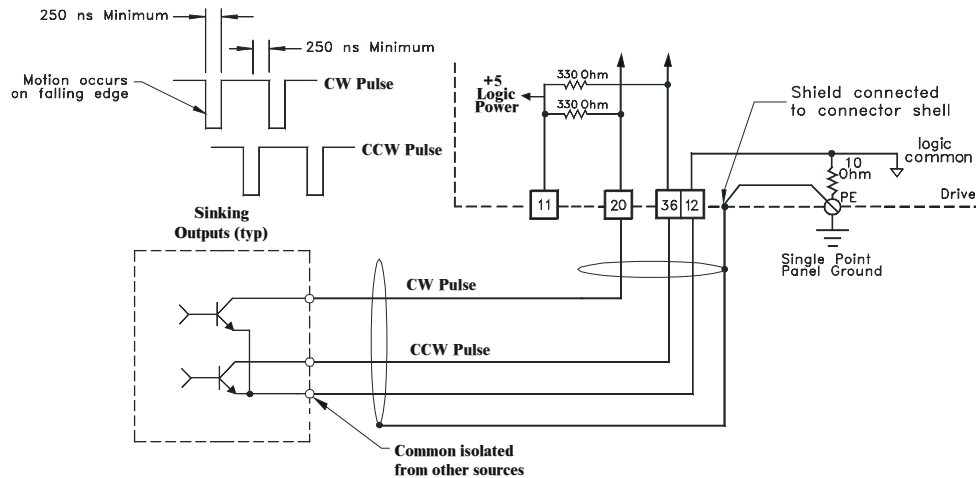 250 ns Minimum
250 ns Minimum
Motion occurs
on falling edge
CW Pulse
CCW Pulse
+5
Logic
Power
330 Ohm
330 Ohm
Shield connected
to connector shell
logic
common
10
Ohm
PE
Drive
11
20
36
12
Single Point
Panel Ground
Sinking
Outputs (typ)
CW Pulse
CCW Pulse
Common isolated
from other sources